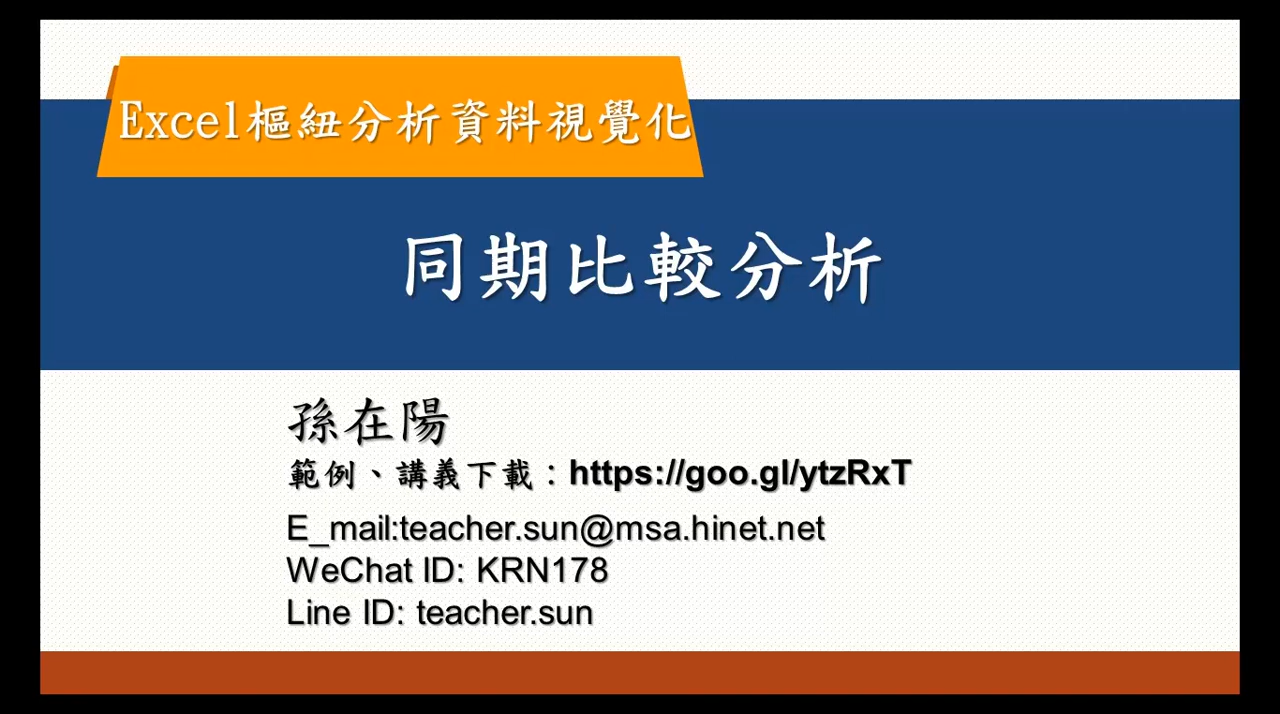 Excel樞紐分析資料視覺化
同期比較分析
孫在陽
範例、講義下載：https://goo.gl/ytzRxT
E_mail:teacher.sun@msa.hinet.net
WeChat ID: KRN178
Line ID: teacher.sun